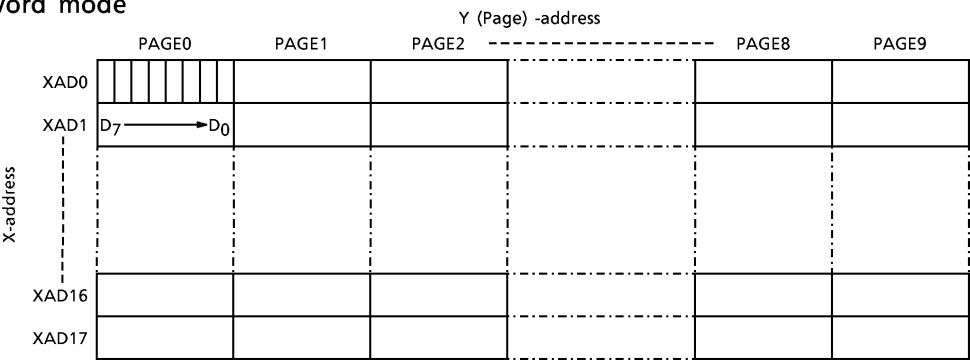 word mode
Y (Page) -address
PAGE0 PAGE1 PAGE2 PAGE8 PAGE9
XAD0
XAD1 D7 D0
X-address
XAD16
XAD17